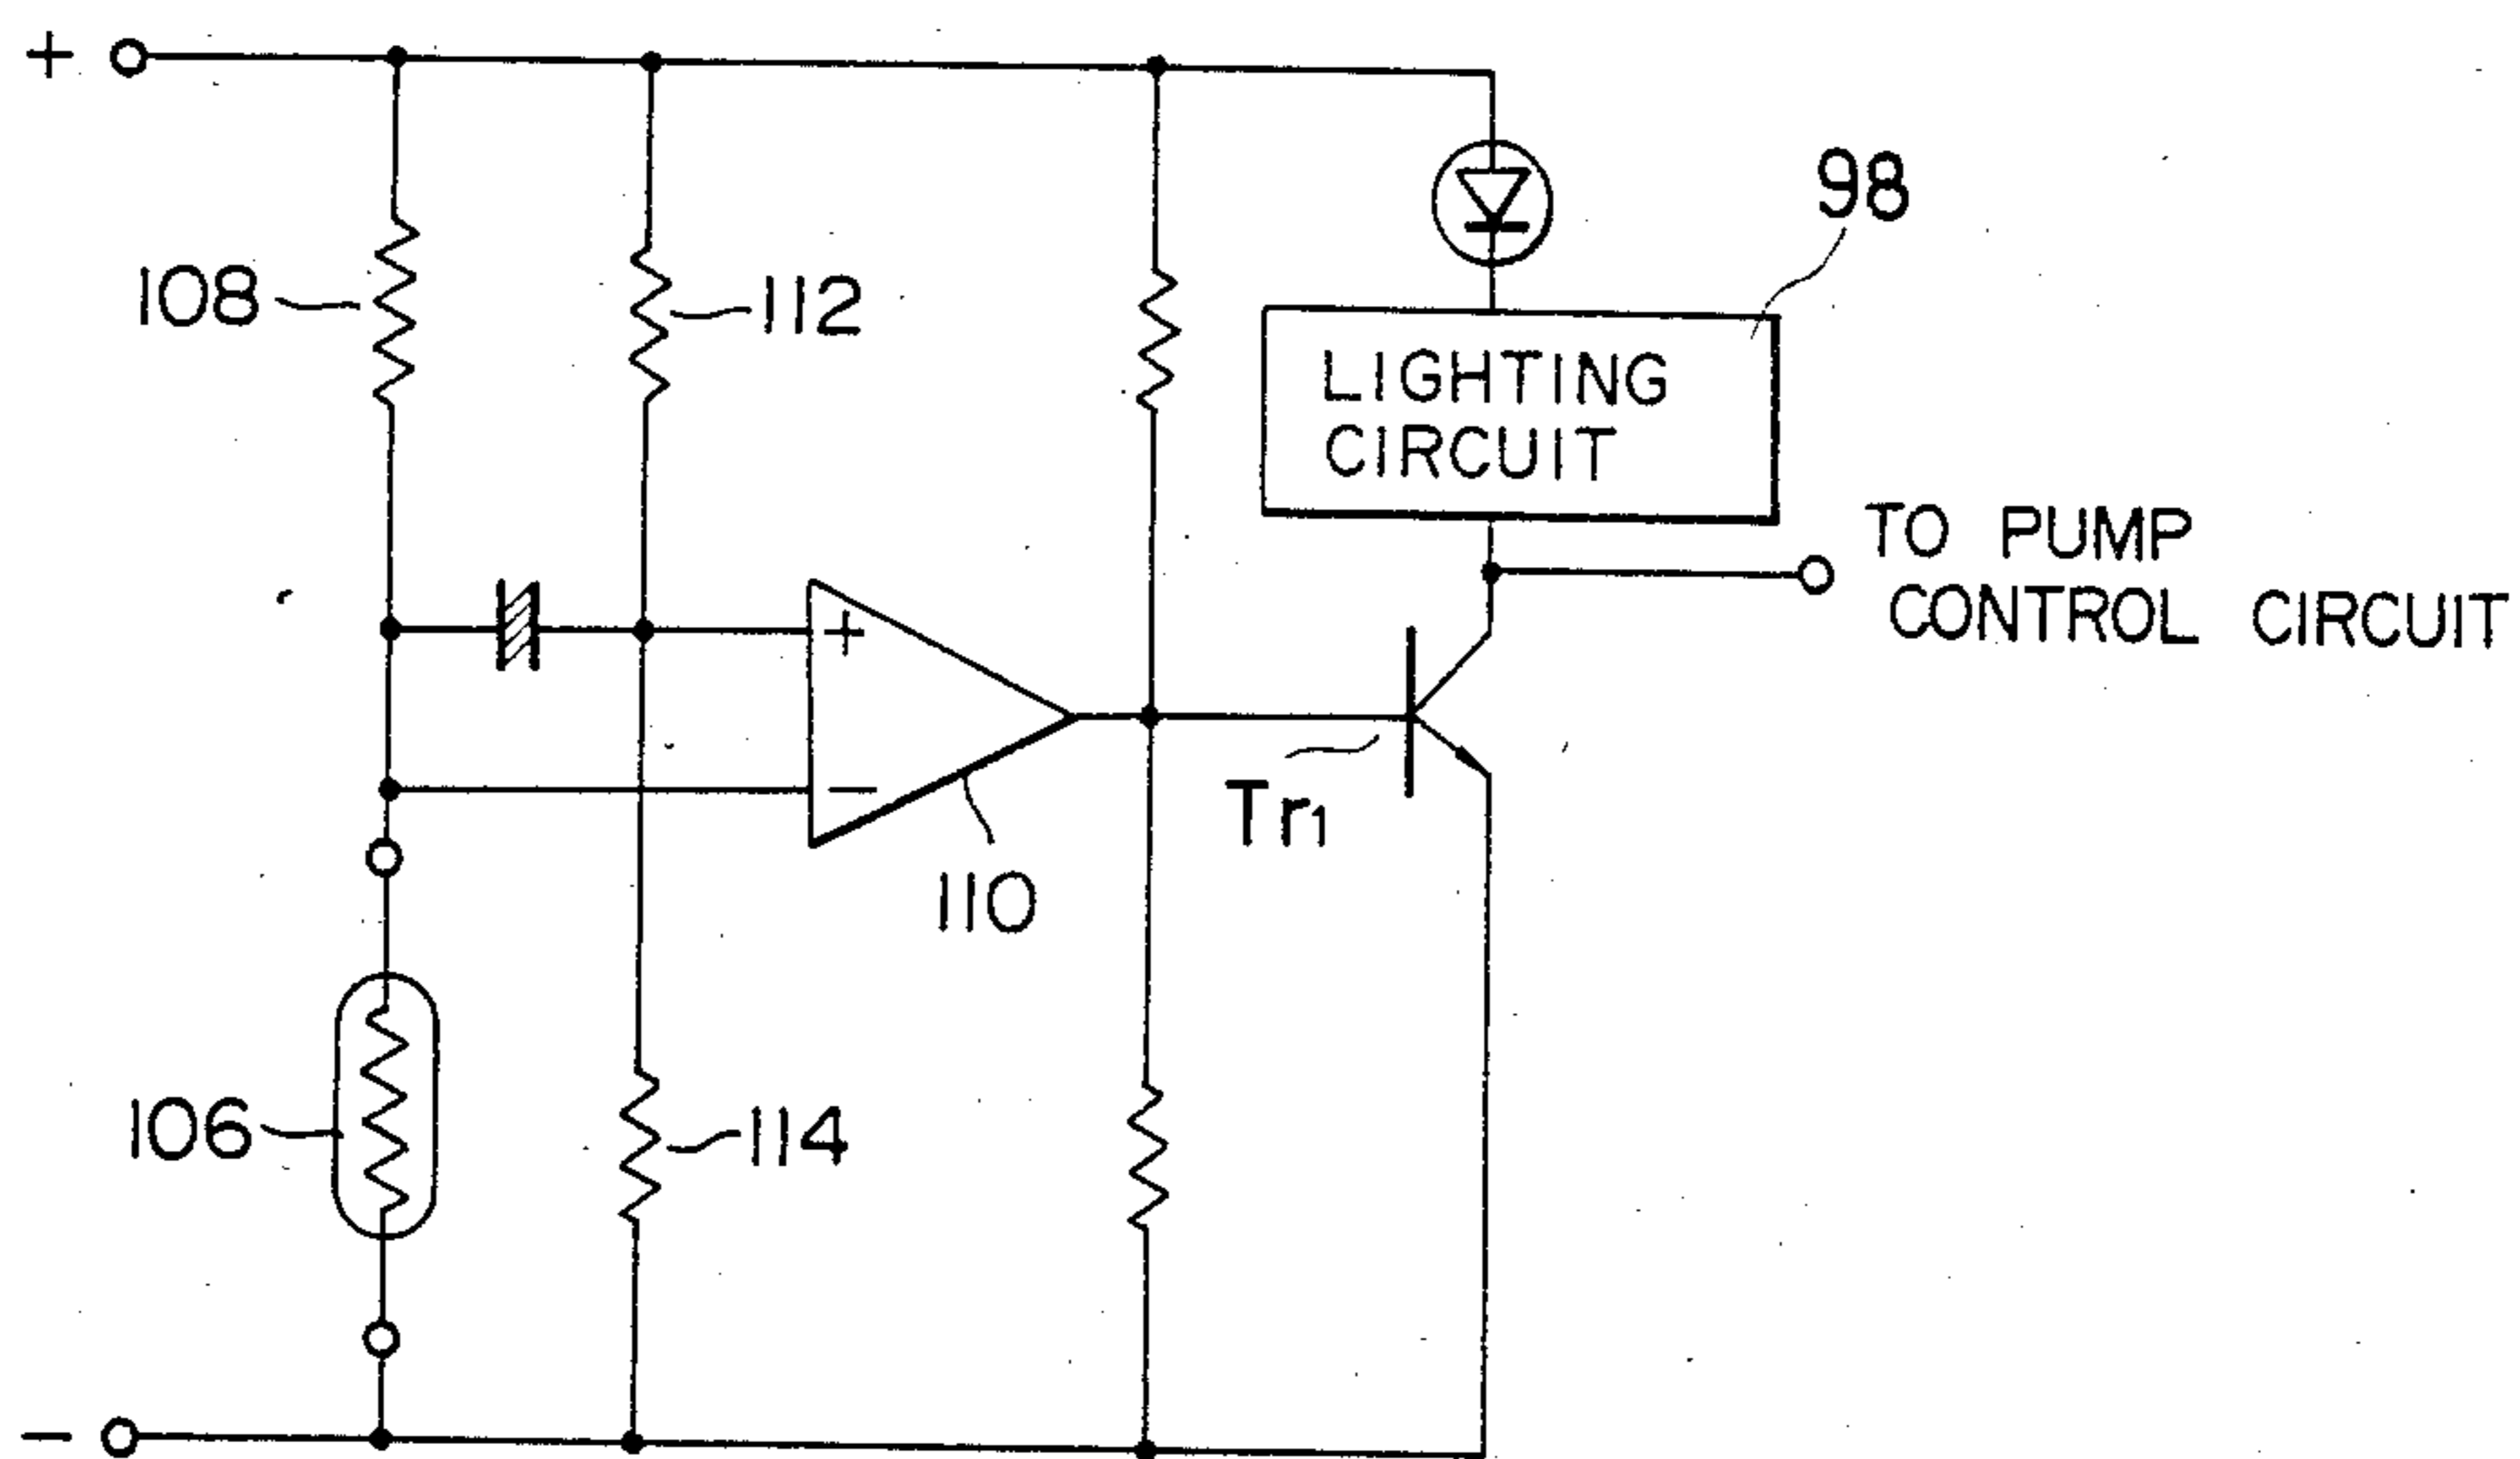 +
98
108
112
LIGHTING
CIRCUIT
TO PUMP
CONTROL CIRCUIT
+
−
Tr1
110
106
114
−